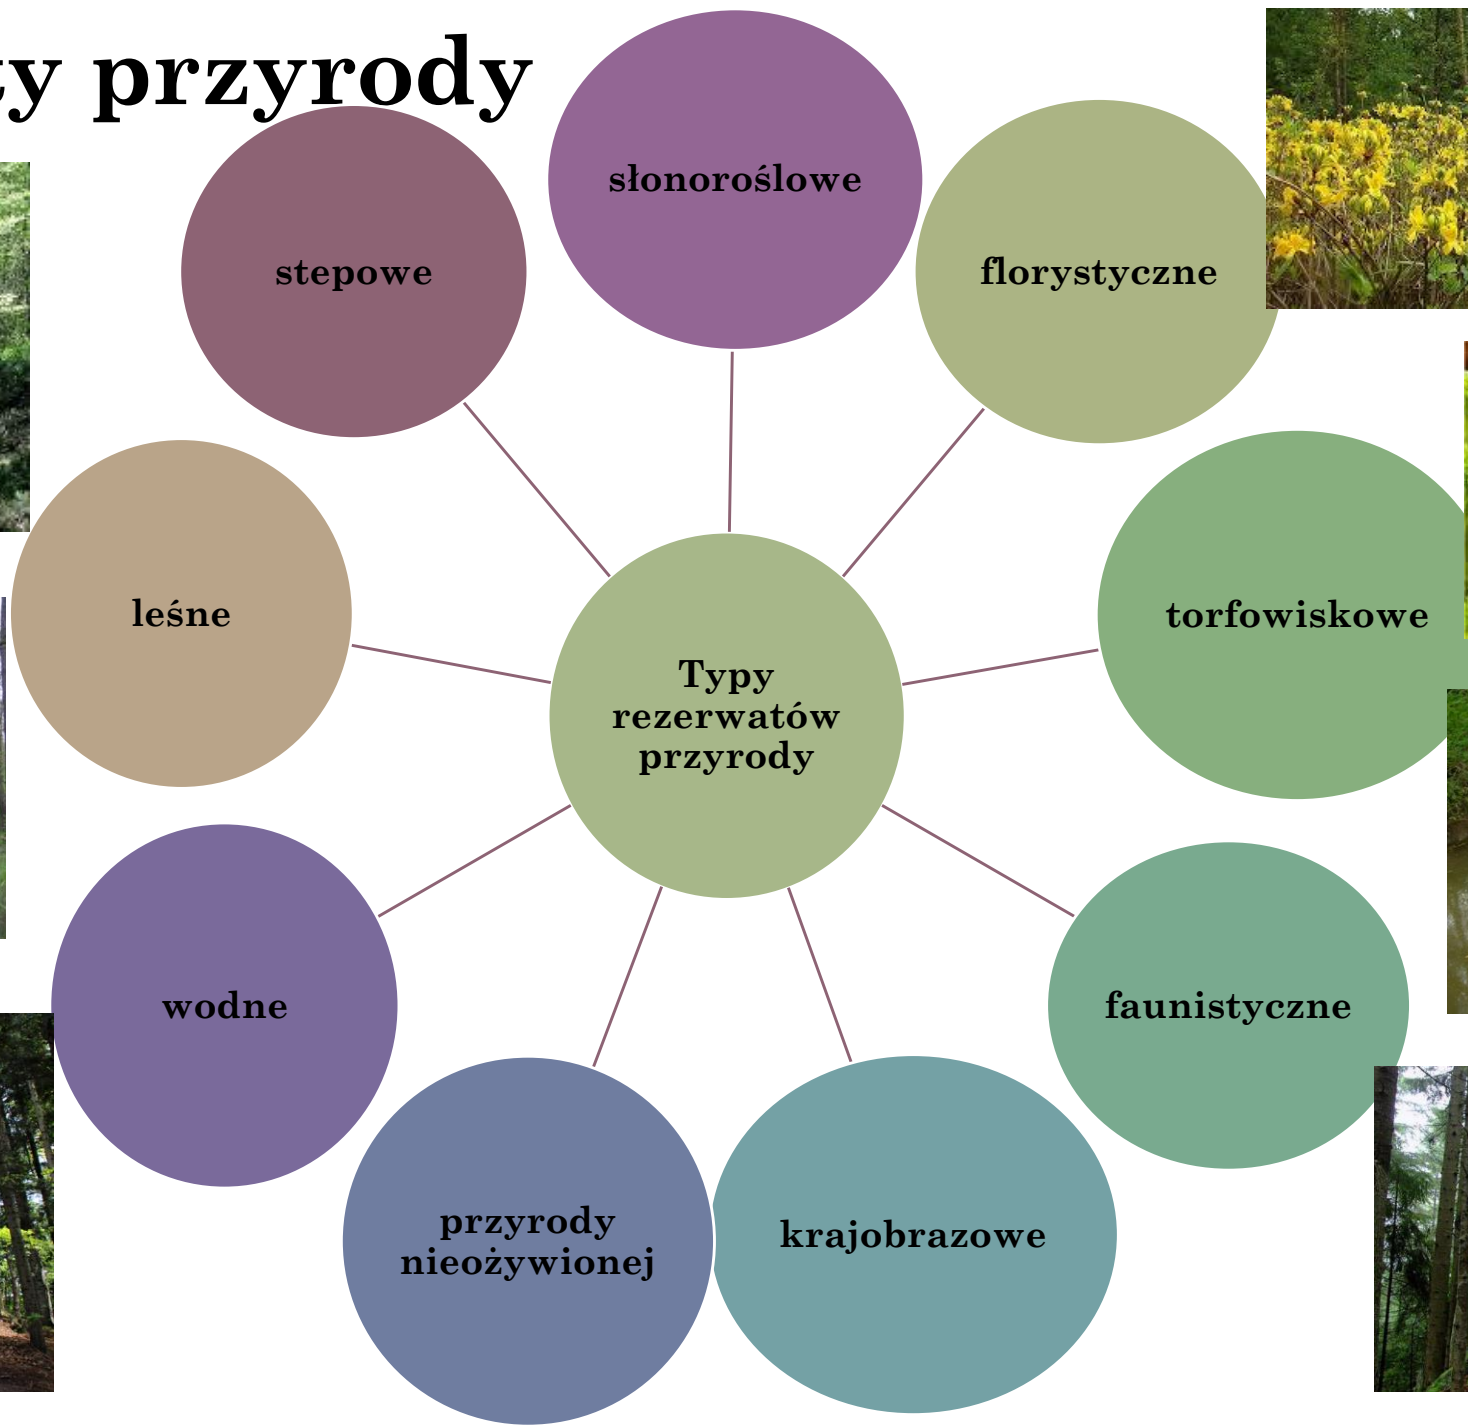 przyrody
słonoroślowe
stepowe
florystyczne
leśne
torfowiskowe
Typy
rezerwatów
przyrody
wodne
faunistyczne
przyrody
nieożywionej
krajobrazowe